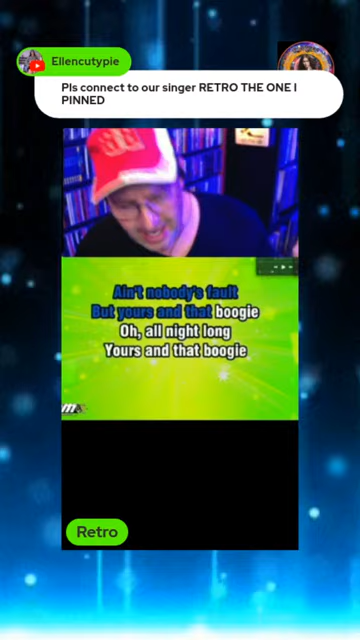 Ellencutypie
Pls connect to our singer RETRO THE ONE I
PINNED
Ain't nobody's fault
But yours and that boogie
Oh, all night long
Yours and that boogie
Retro